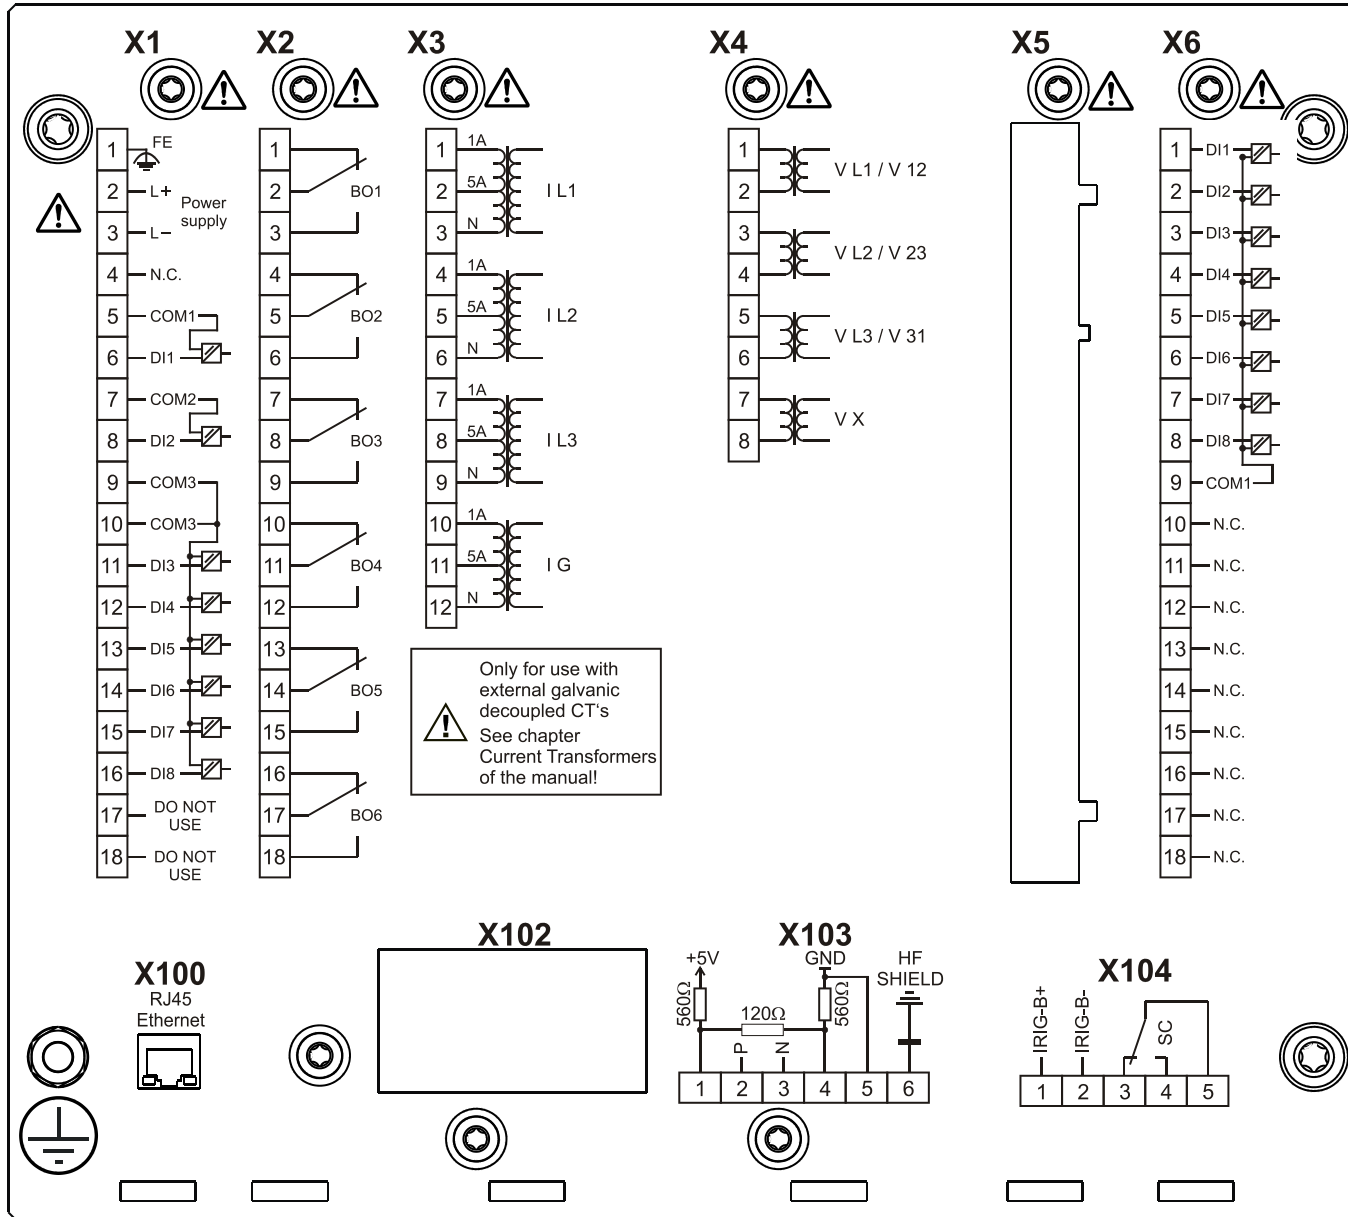 X1
X2
X3
X4
X5
X6
1 FE
2 L+
Power
supply
3 L−
4 N.C.
5 COM1
6 DI1
7 COM2
8 DI2
9 COM3
10 COM3
11 DI3
12 DI4
13 DI5
14 DI6
15 DI7
16 DI8
17 DO NOT
USE
18 DO NOT
USE
1
2 BO1
3
4
5 BO2
6
7
8 BO3
9
10
11 BO4
12
13
14 BO5
15
16
17 BO6
18
1 1A
2 5A I L1
3 N
4 1A
5 5A I L2
6 N
7 1A
8 5A I L3
9 N
10 1A
11 5A I G
12 N
Only for use with
external galvanic
decoupled CT‘s
See chapter
Current Transformers
of the manual!
1
V L1 / V 12
2
3
V L2 / V 23
4
5
V L3 / V 31
6
7
V X
8
1 DI1
2 DI2
3 DI3
4 DI4
5 DI5
6 DI6
7 DI7
8 DI8
9 COM1
10 N.C.
11 N.C.
12 N.C.
13 N.C.
14 N.C.
15 N.C.
16 N.C.
17 N.C.
18 N.C.
X100
RJ45
Ethernet
X102
X103
+5V GND HF
SHIELD
560Ω 120Ω 560Ω
P N
1 2 3 4 5 6
X104
IRIG-B+ IRIG-B- SC
1 2 3 4 5